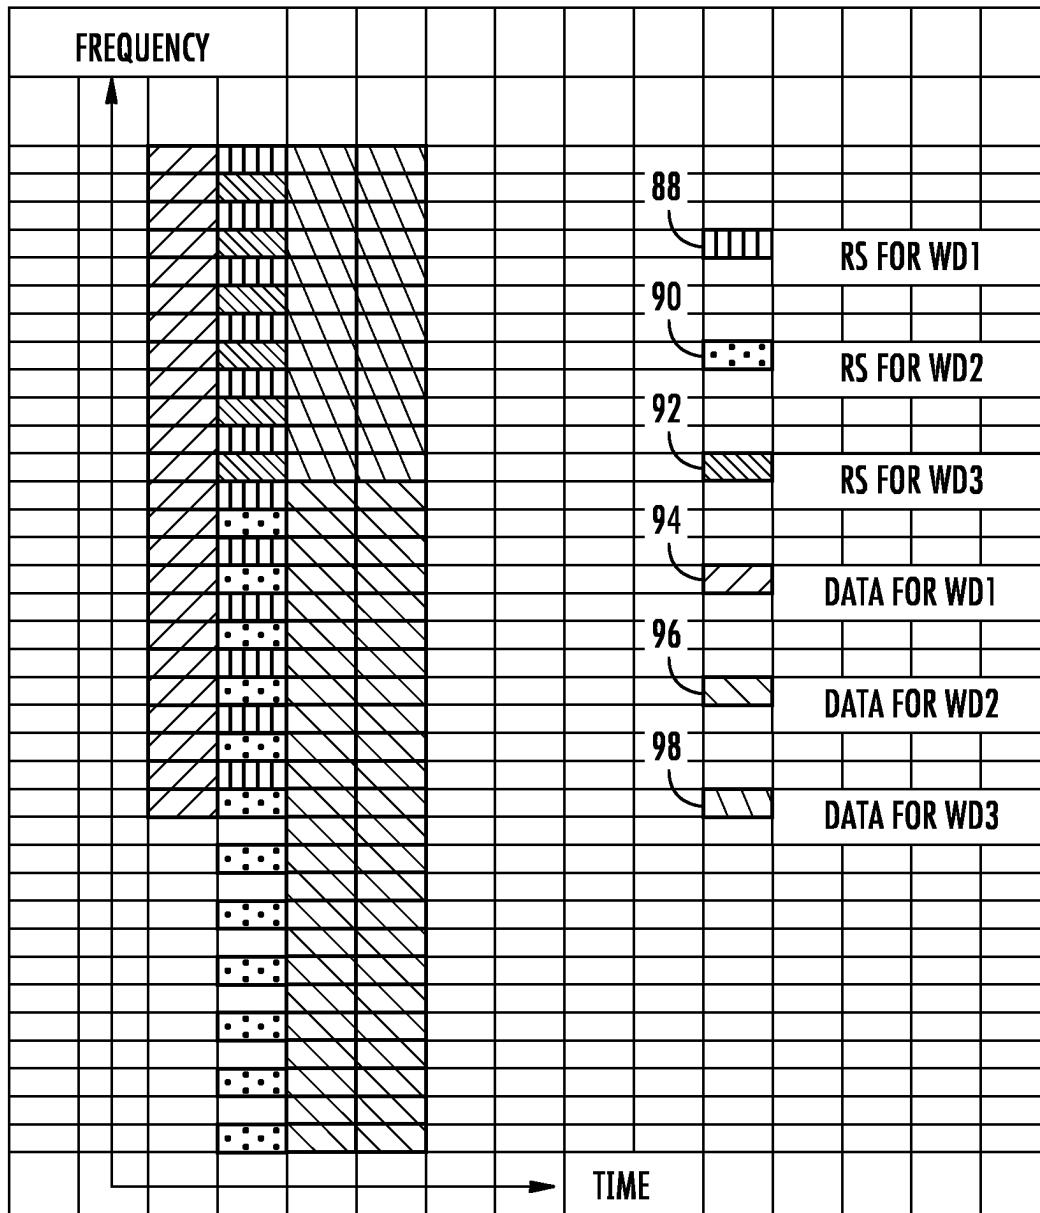 FREQUENCY
88
RS FOR WD1
90
RS FOR WD2
92
RS FOR WD3
94
DATA FOR WD1
96
DATA FOR WD2
98
DATA FOR WD3
TIME